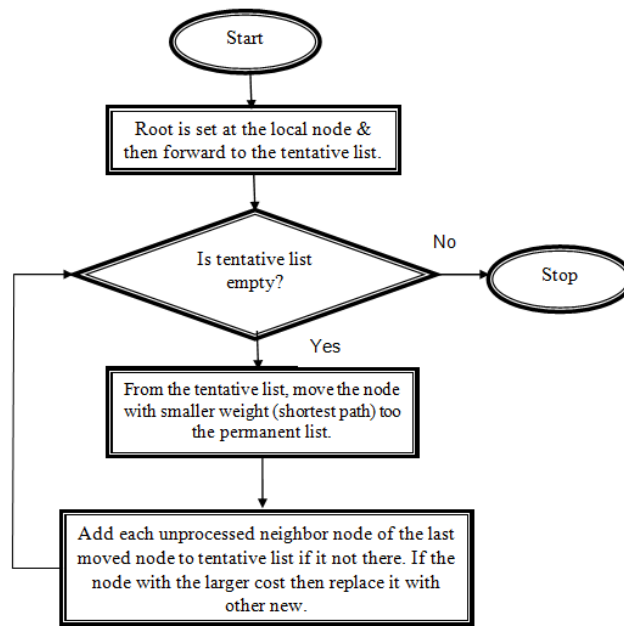 Start
Root is set at the local node &
then forward to the tentative list.
Is tentative list
empty?
No
Stop
Yes
From the tentative list, move the node
with smaller weight (shortest path) too
the permanent list.
Add each unprocessed neighbor node of the last
moved node to tentative list if it not there. If the
node with the larger cost then replace it with
other new.